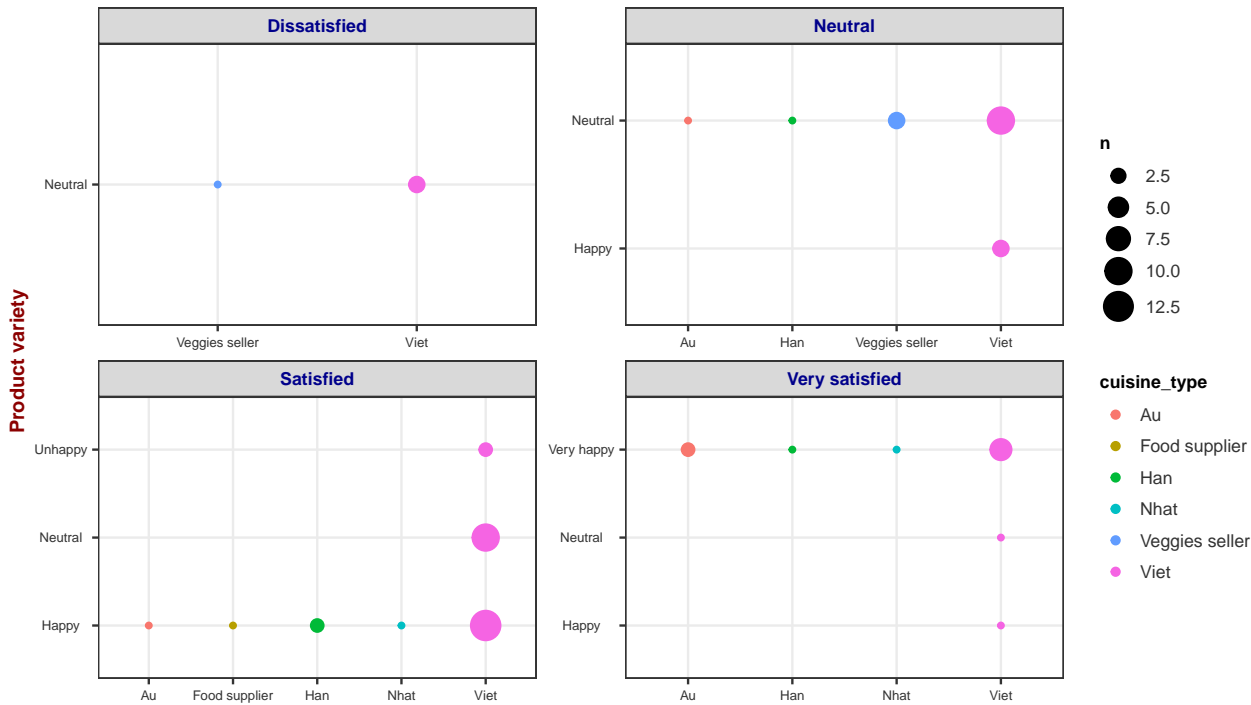 Product variety
Dissatisfied
Neutral
Veggies seller
Viet
Neutral
Neutral
Happy
Au
Han
Veggies seller
Viet
Satisfied
Unhappy
Neutral
Happy
Au
Food supplier
Han
Nhat
Viet
Very satisfied
Very happy
Neutral
Happy
Au
Han
Nhat
Viet
n
2.5
5.0
7.5
10.0
12.5
cuisine_type
Au
Food supplier
Han
Nhat
Veggies seller
Viet